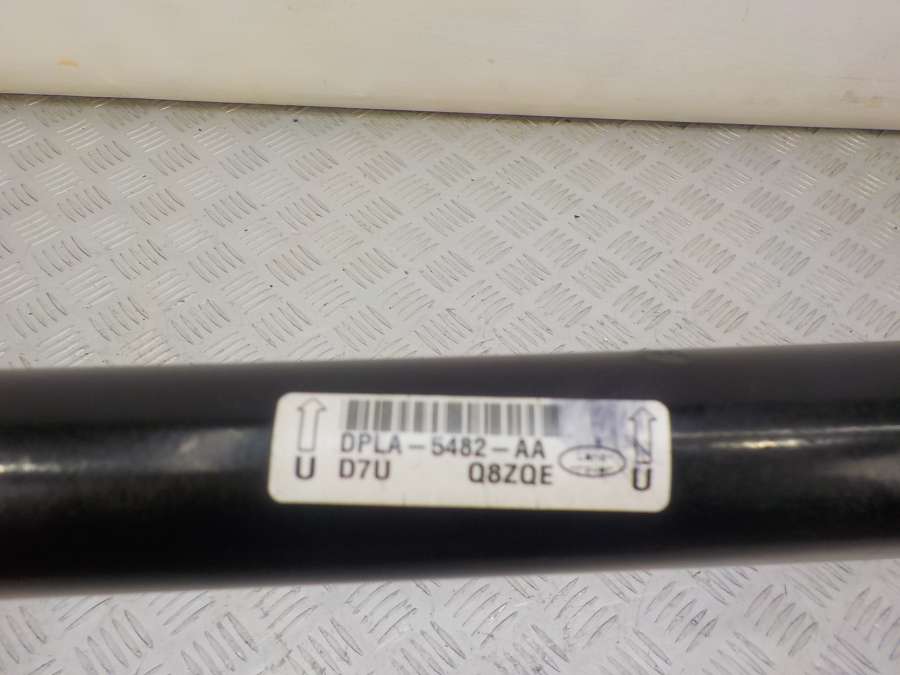 DPLA-5482-AA
U D7U Q8ZQE U